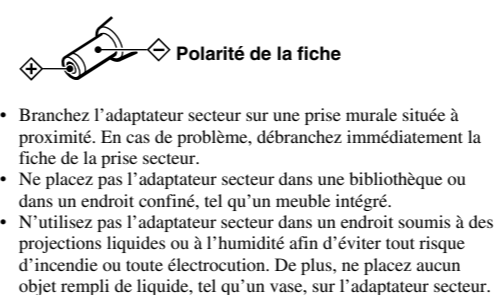 Polarité de la fiche
• Branchez l’adaptateur secteur sur une prise murale située à
proximité. En cas de problème, débranchez immédiatement la
fiche de la prise secteur.
• Ne placez pas l’adaptateur secteur dans une bibliothèque ou
dans un endroit confiné, tel qu’un meuble intégré.
• N’utilisez pas l’adaptateur secteur dans un endroit soumis à des
projections liquides ou à l’humidité afin d’éviter tout risque
d’incendie ou toute électrocution. De plus, ne placez aucun
objet rempli de liquide, tel qu’un vase, sur l’adaptateur secteur.